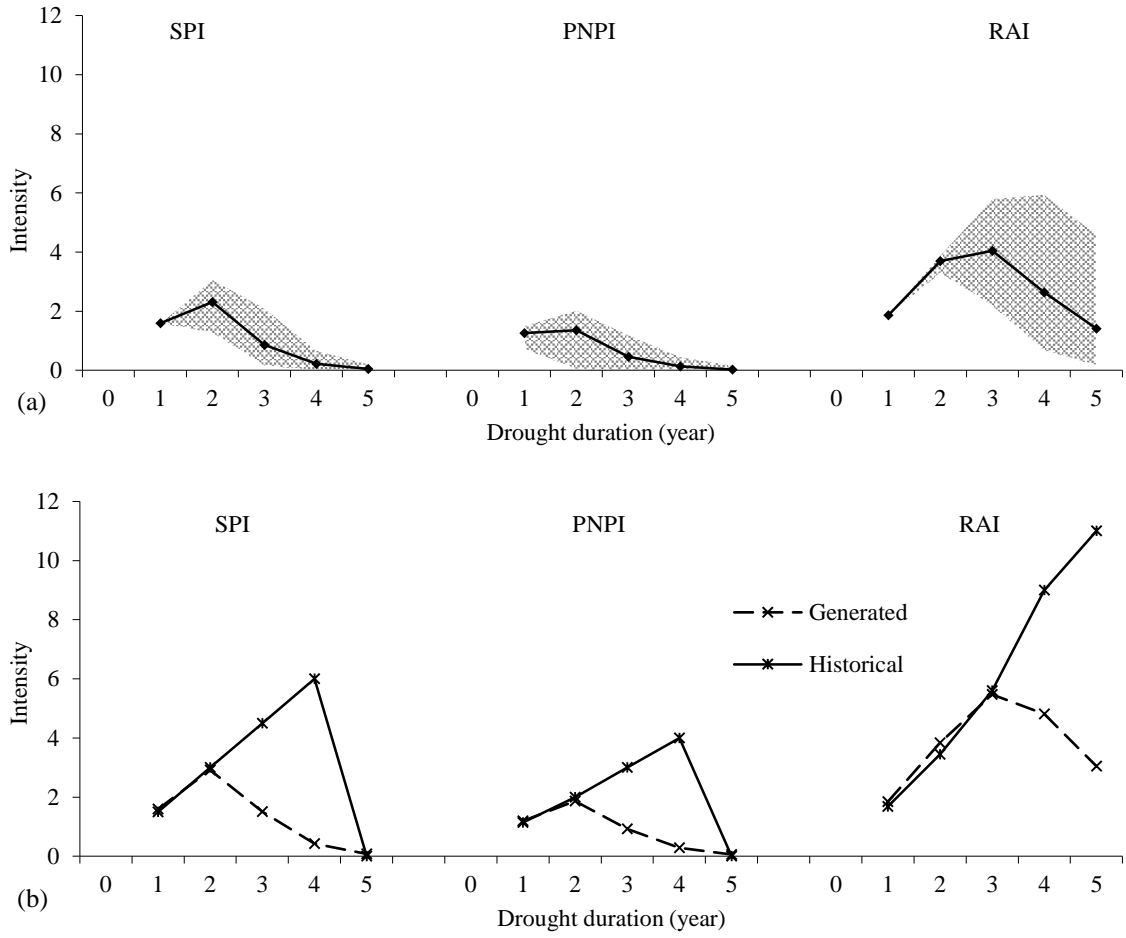 12
SPI PNPI RAI
10
8
6
4
2
0
Intensity
(a)
0 1 2 3 4 5 0 1 2 3 4 5 0 1 2 3 4 5
Drought duration (year)
12
SPI PNPI RAI
10
8
Generated
6
Historical
4
2
0
Intensity
(b)
0 1 2 3 4 5 0 1 2 3 4 5 0 1 2 3 4 5
Drought duration (year)